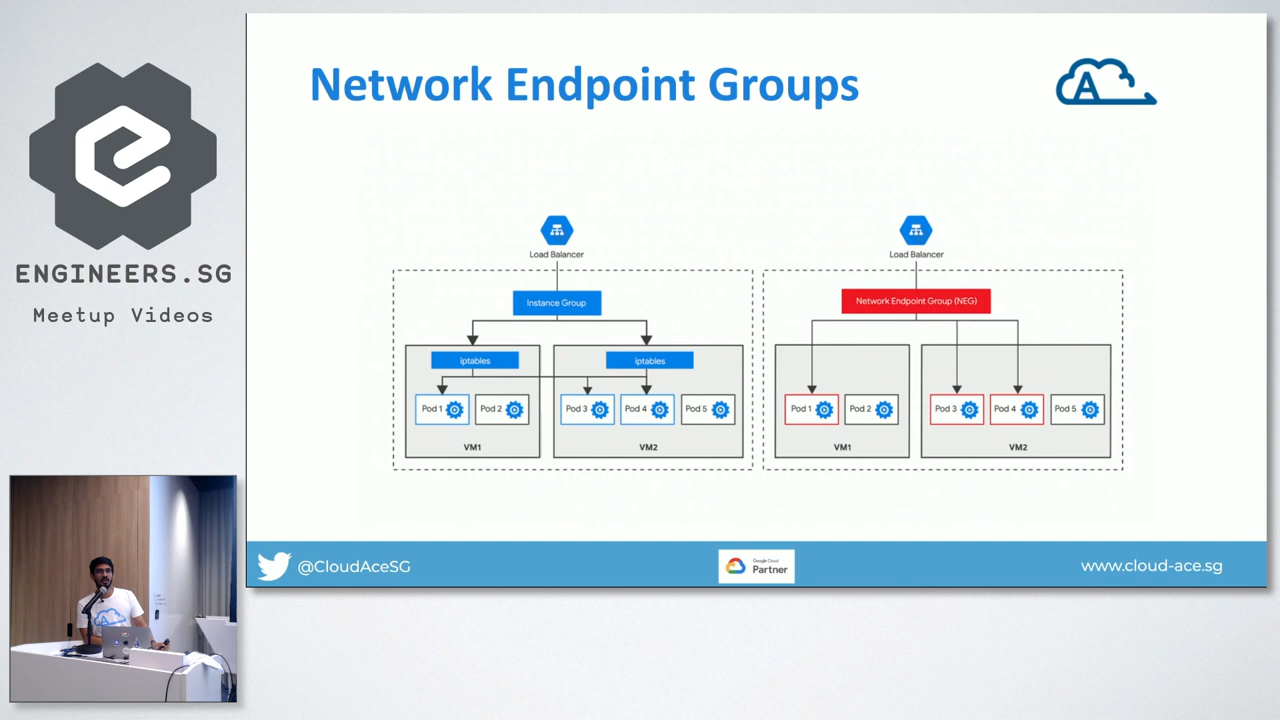 ENGINEERS.SG
Meetup Videos
Network Endpoint Groups
A
Load Balancer
Instance Group
iptables
iptables
Pod 1
Pod 2
Pod 3
Pod 4
Pod 5
VM1
VM2
Load Balancer
Network Endpoint Group (NEG)
Pod 1
Pod 2
Pod 3
Pod 4
Pod 5
VM1
VM2
@CloudAceSG
Google Cloud
Partner
www.cloud-ace.sg